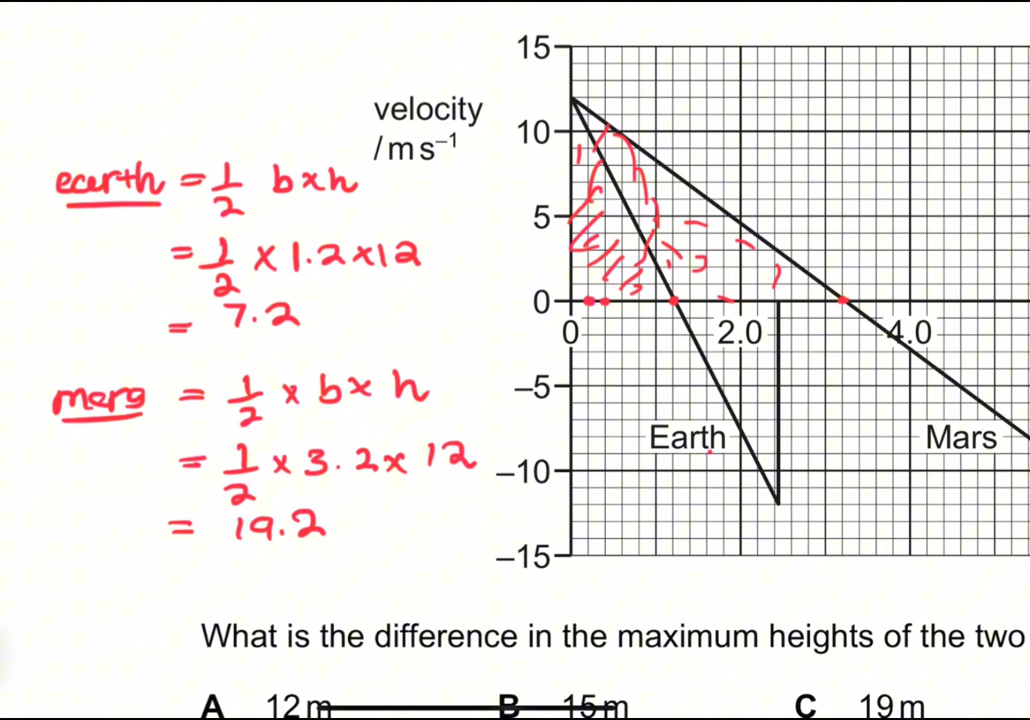 15
velocity
/ m s⁻¹
10
5
0
0 2.0 4.0
–5
Earth Mars
–10
–15
earth = 1/2 b x h
= 1/2 x 1.2 x 12
= 7.2
mars = 1/2 x b x h
= 1/2 x 3.2 x 12
= 19.2
What is the difference in the maximum heights of the two
A 12 m B 15 m C 19 m